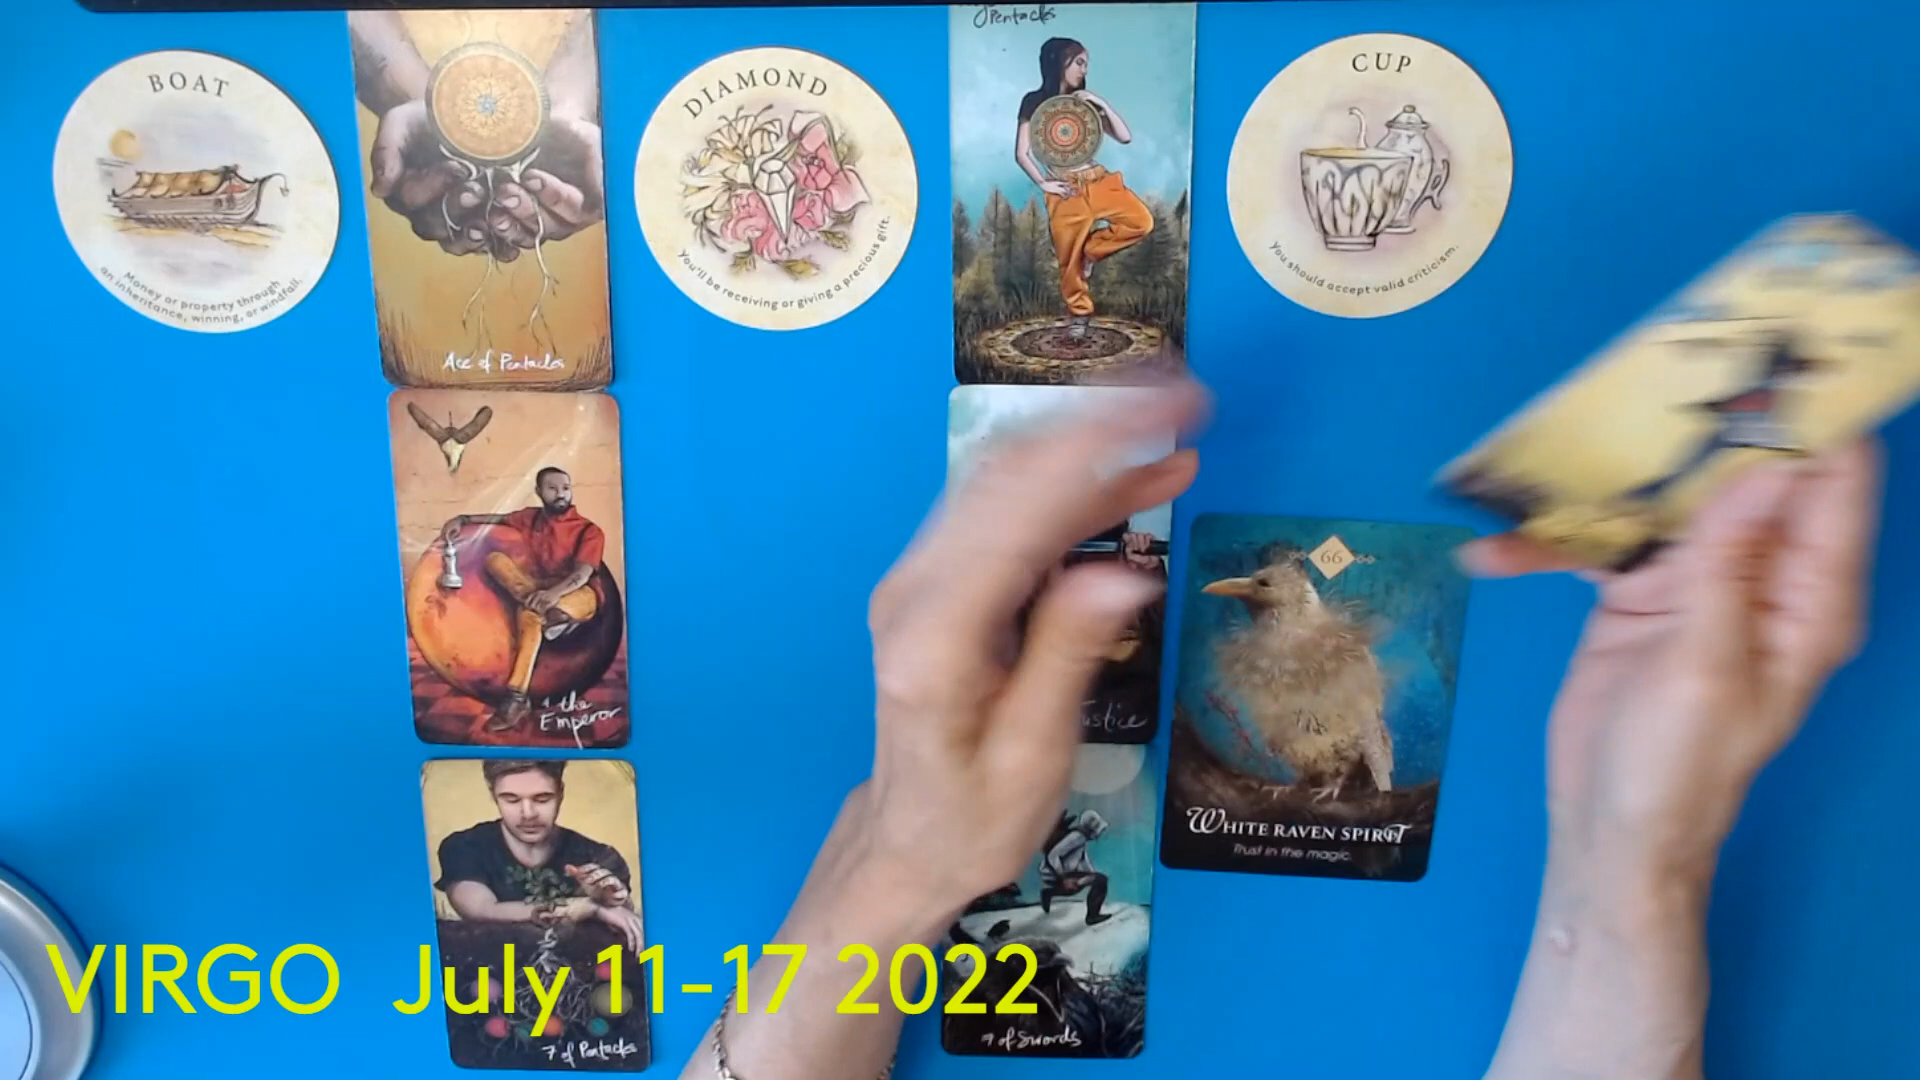 BOAT
Money or property through
an inheritance, winning, or windfall.
Ace of Pentacles
DIAMOND
You'll be receiving or giving a precious gift.
Pentacles
CUP
You should accept valid criticism.
4 the
Emperor
Justice
66
WHITE RAVEN SPIRIT
Trust in the magic.
7 of Pentacles
7 of Swords
VIRGO July 11-17 2022